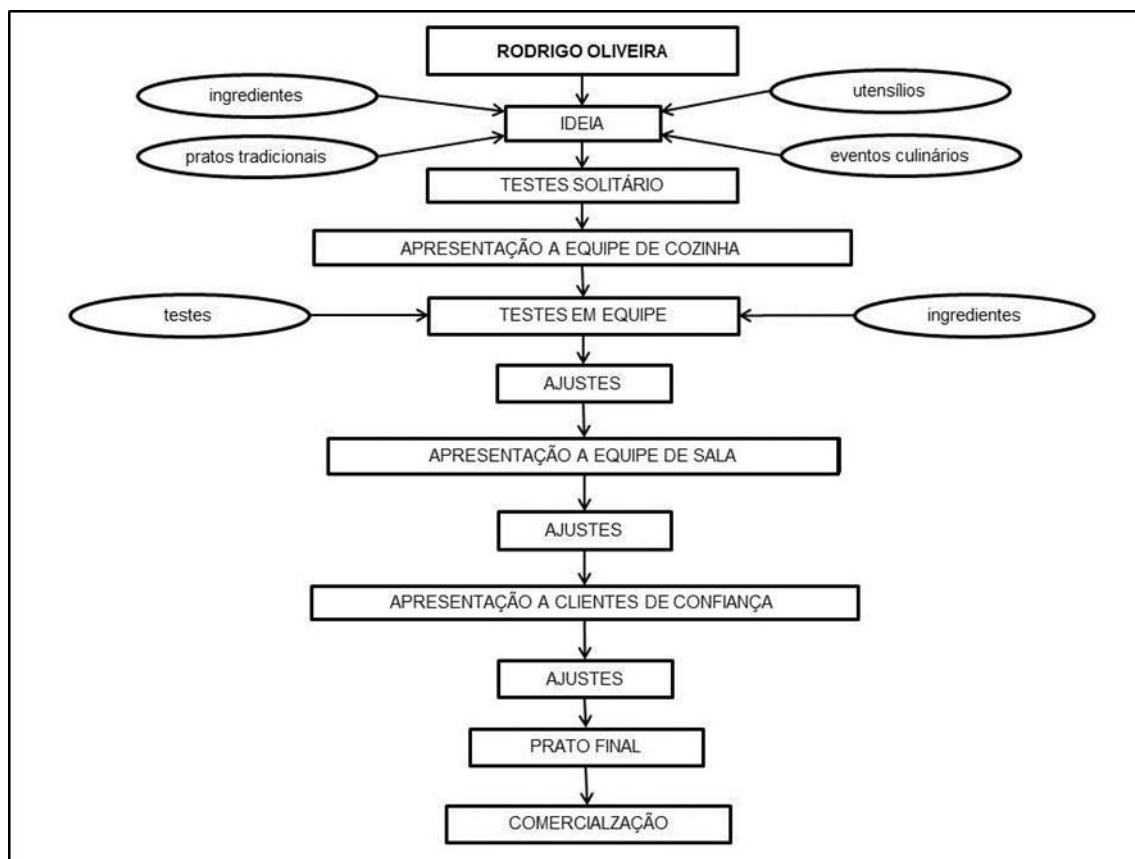 RODRIGO OLIVEIRA
ingredientes
utensílios
IDEIA
pratos tradicionais
eventos culinários
TESTES SOLITÁRIO
APRESENTAÇÃO A EQUIPE DE COZINHA
testes
TESTES EM EQUIPE
ingredientes
AJUSTES
APRESENTAÇÃO A EQUIPE DE SALA
AJUSTES
APRESENTAÇÃO A CLIENTES DE CONFIANÇA
AJUSTES
PRATO FINAL
COMERCIALZAÇÃO